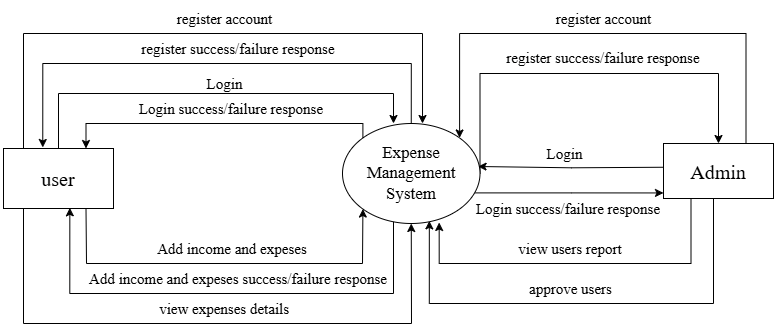 register account
register account
register success/failure response
register success/failure response
Login
Login success/failure response
Expense
Management
System
Login
user
Admin
Login success/failure response
Add income and expeses
view users report
Add income and expeses success/failure response
approve users
view expenses details